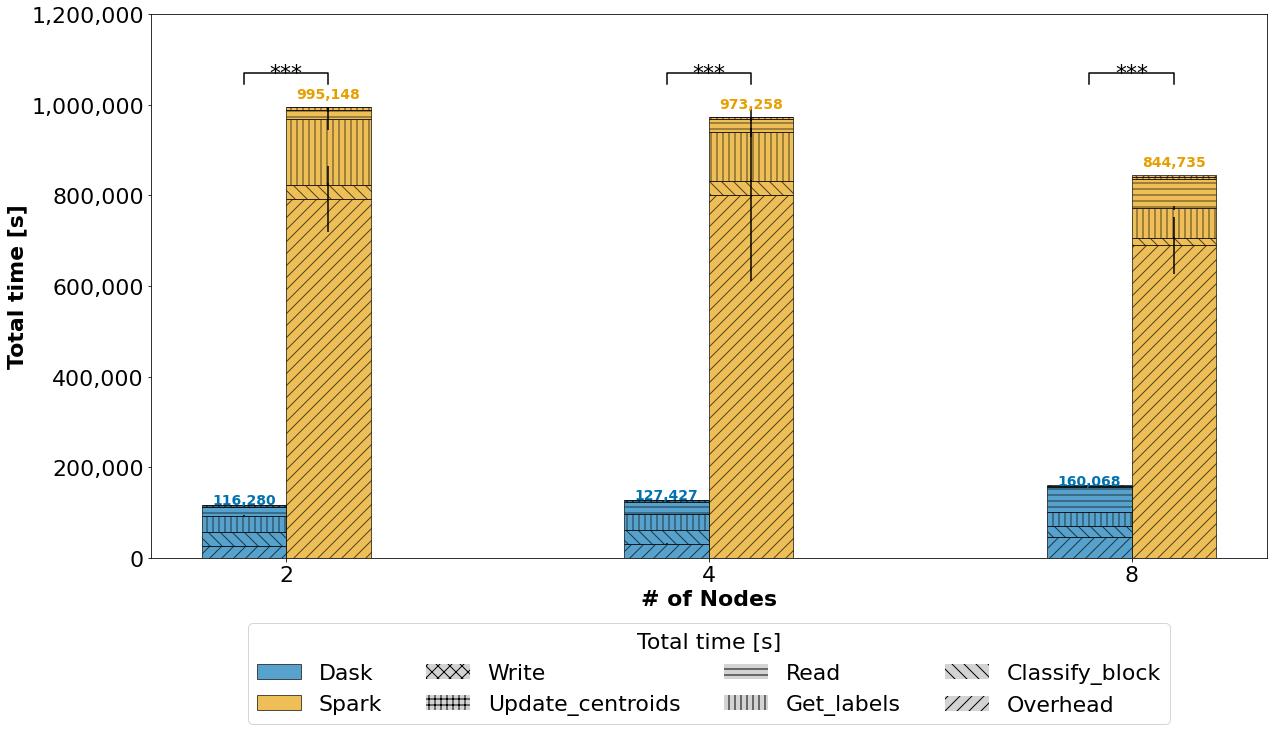 1,200,000
1,000,000
800,000
600,000
400,000
200,000
0
Total time [s]
*** *** ***
995,148
973,258
844,735
116,280
127,427
160,068
2 4 8
# of Nodes
Total time [s]
Dask Write Read Classify_block
Spark Update_centroids Get_labels Overhead